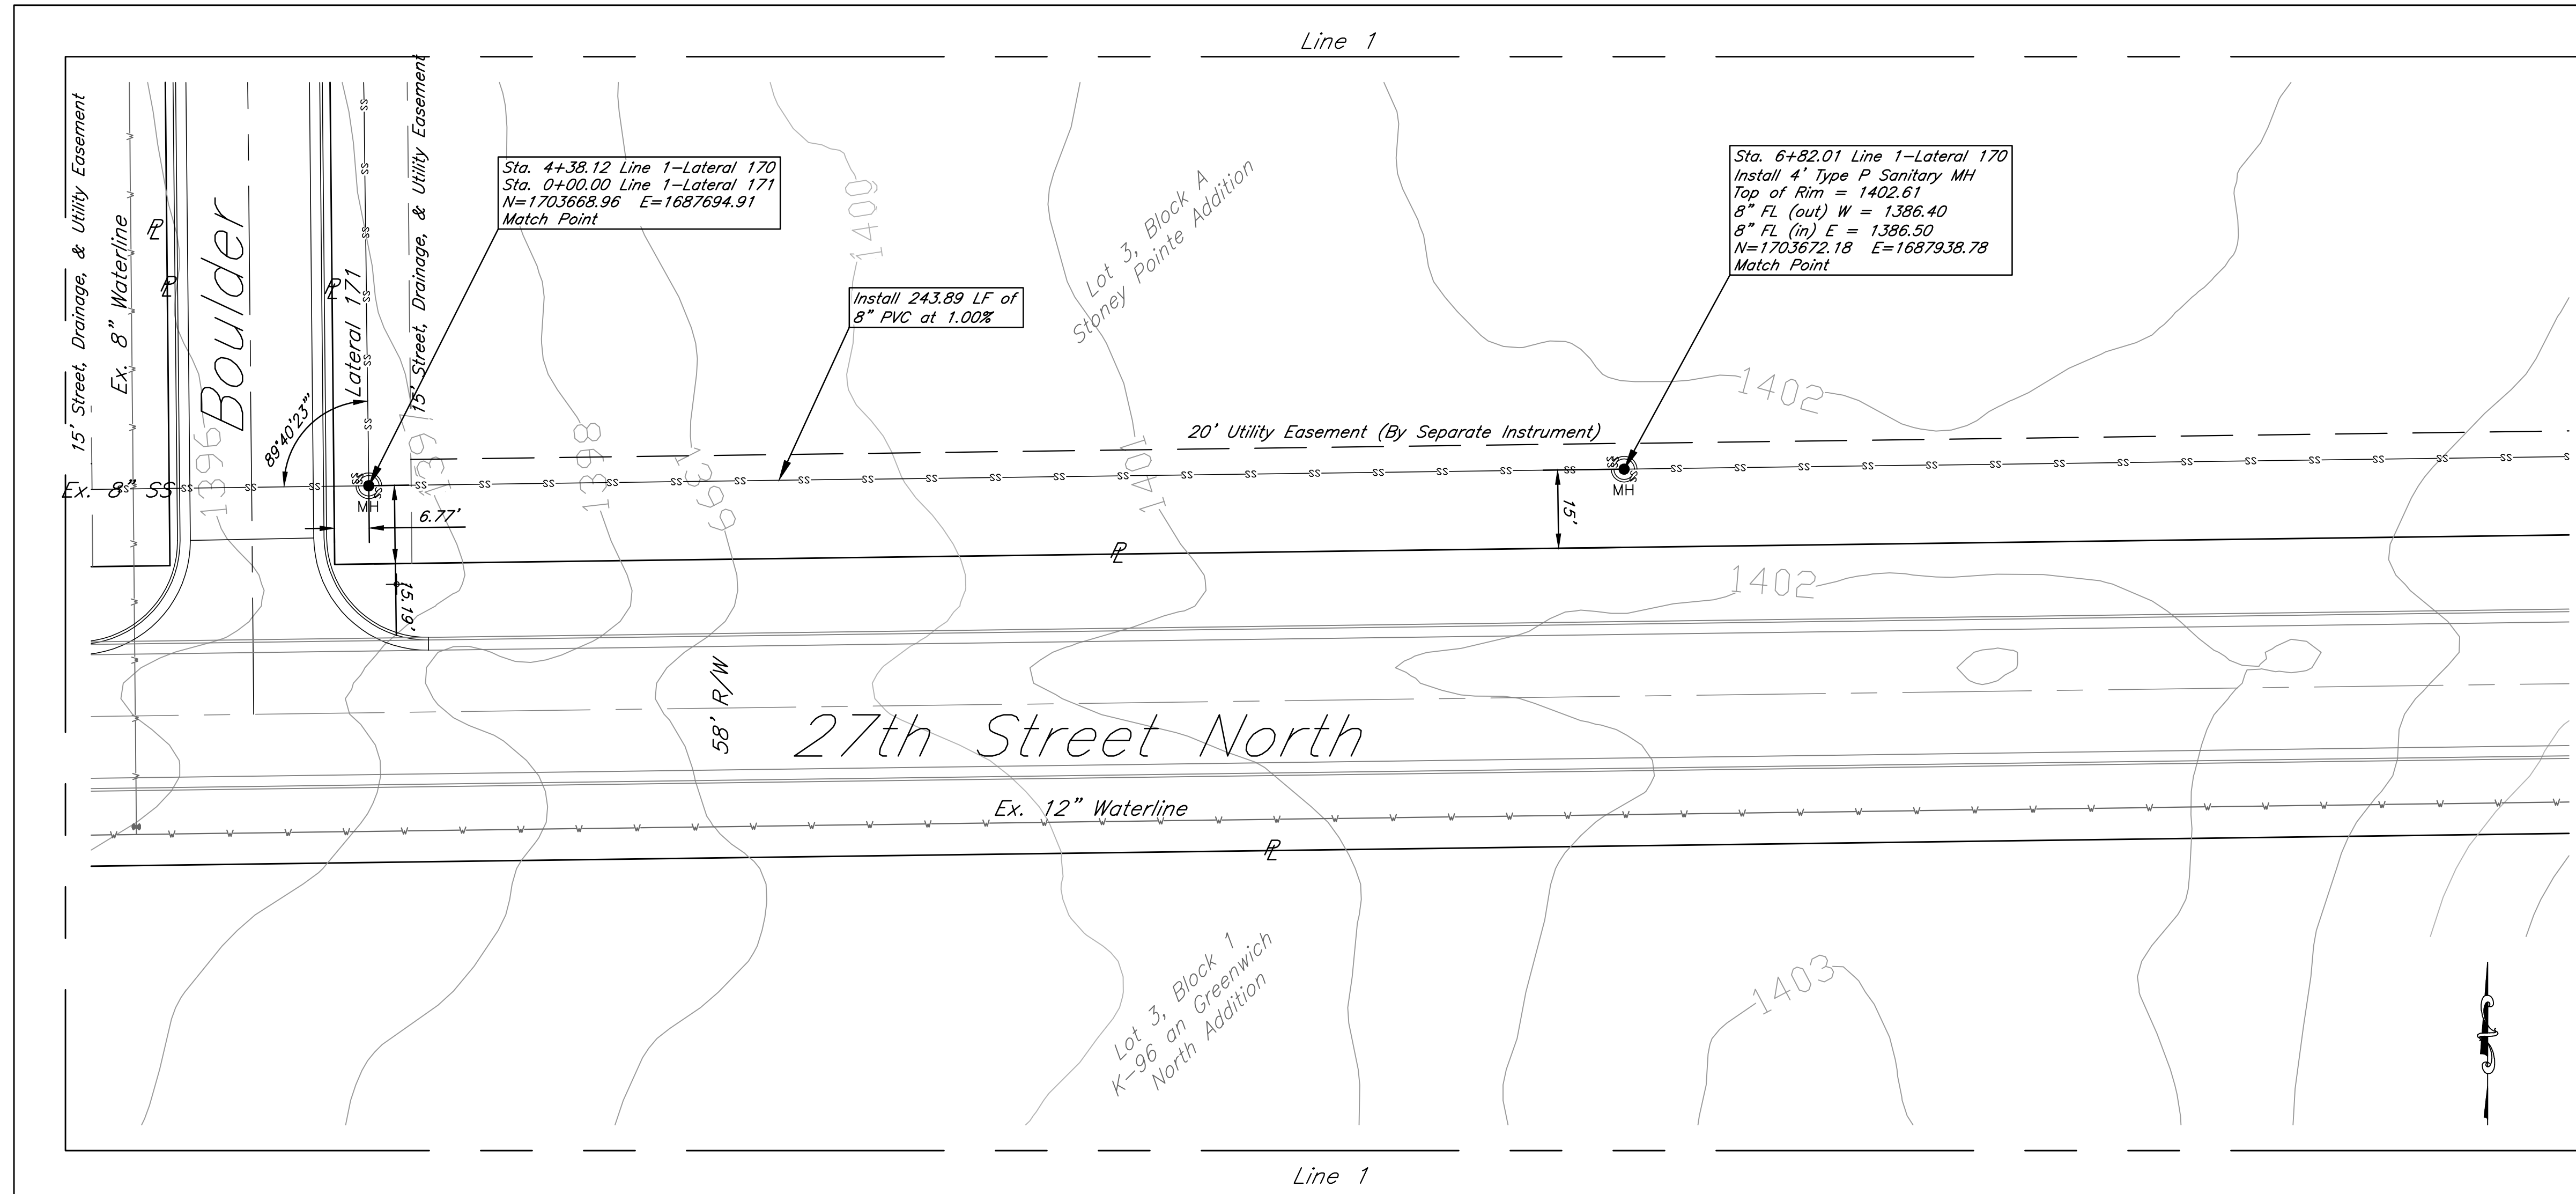 Line 1
15' Street, Drainage, & Utility Easement
Ex. 8" Waterline
Boulder
Lateral 171
15' Street, Drainage, & Utility Easement
Sta. 4+38.12 Line 1-Lateral 170
Sta. 0+00.00 Line 1-Lateral 171
N=1703668.96 E=1687694.91
Match Point
Install 243.89 LF of
8" PVC at 1.00%
1400
Lot 3, Block A
Stoney Pointe Addition
Sta. 6+82.01 Line 1-Lateral 170
Install 4' Type P Sanitary MH
Top of Rim = 1402.61
8" FL (out) W = 1386.40
8" FL (in) E = 1386.50
N=1703672.18 E=1687938.78
Match Point
1402
20' Utility Easement (By Separate Instrument)
89°40'23"'
1396
1397
1398
1399
1401
Ex. 8" SS
MH
MH
6.77'
15'
15.19'
1402
58' R/W
27th Street North
Ex. 12" Waterline
Lot 3, Block 1
K-96 an Greenwich
North Addition
1403
Line 1